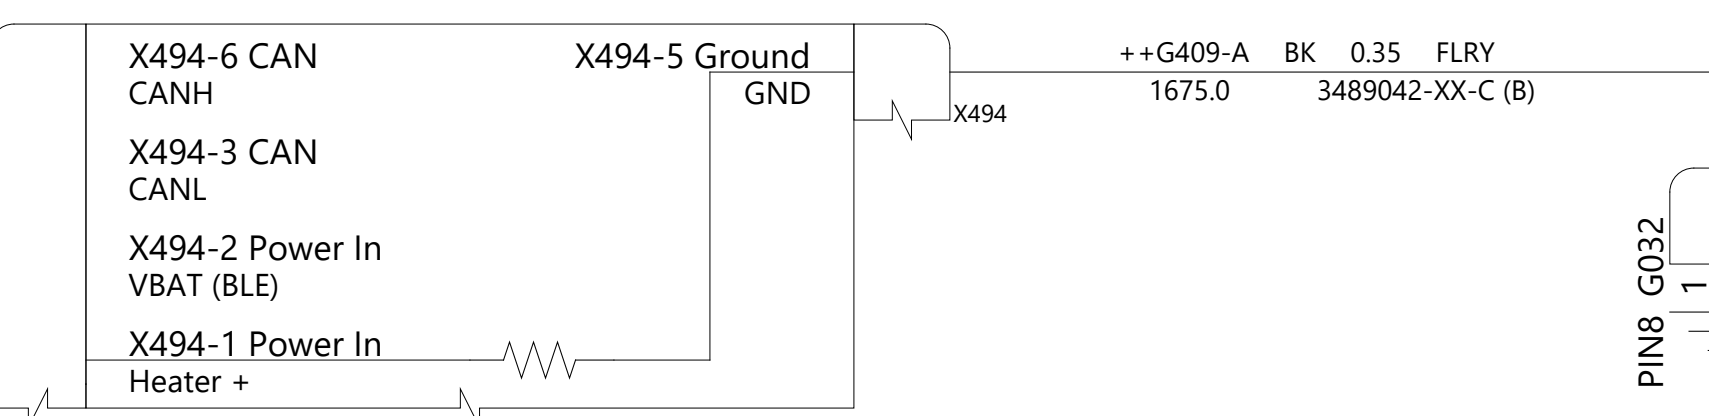 X494-6 CAN
CANH
X494-3 CAN
CANL
X494-2 Power In
VBAT (BLE)
X494-1 Power In
Heater +
X494-5 Ground
GND
X494
++G409-A BK 0.35 FLRY
1675.0 3489042-XX-C (B)
PIN8 G032
1